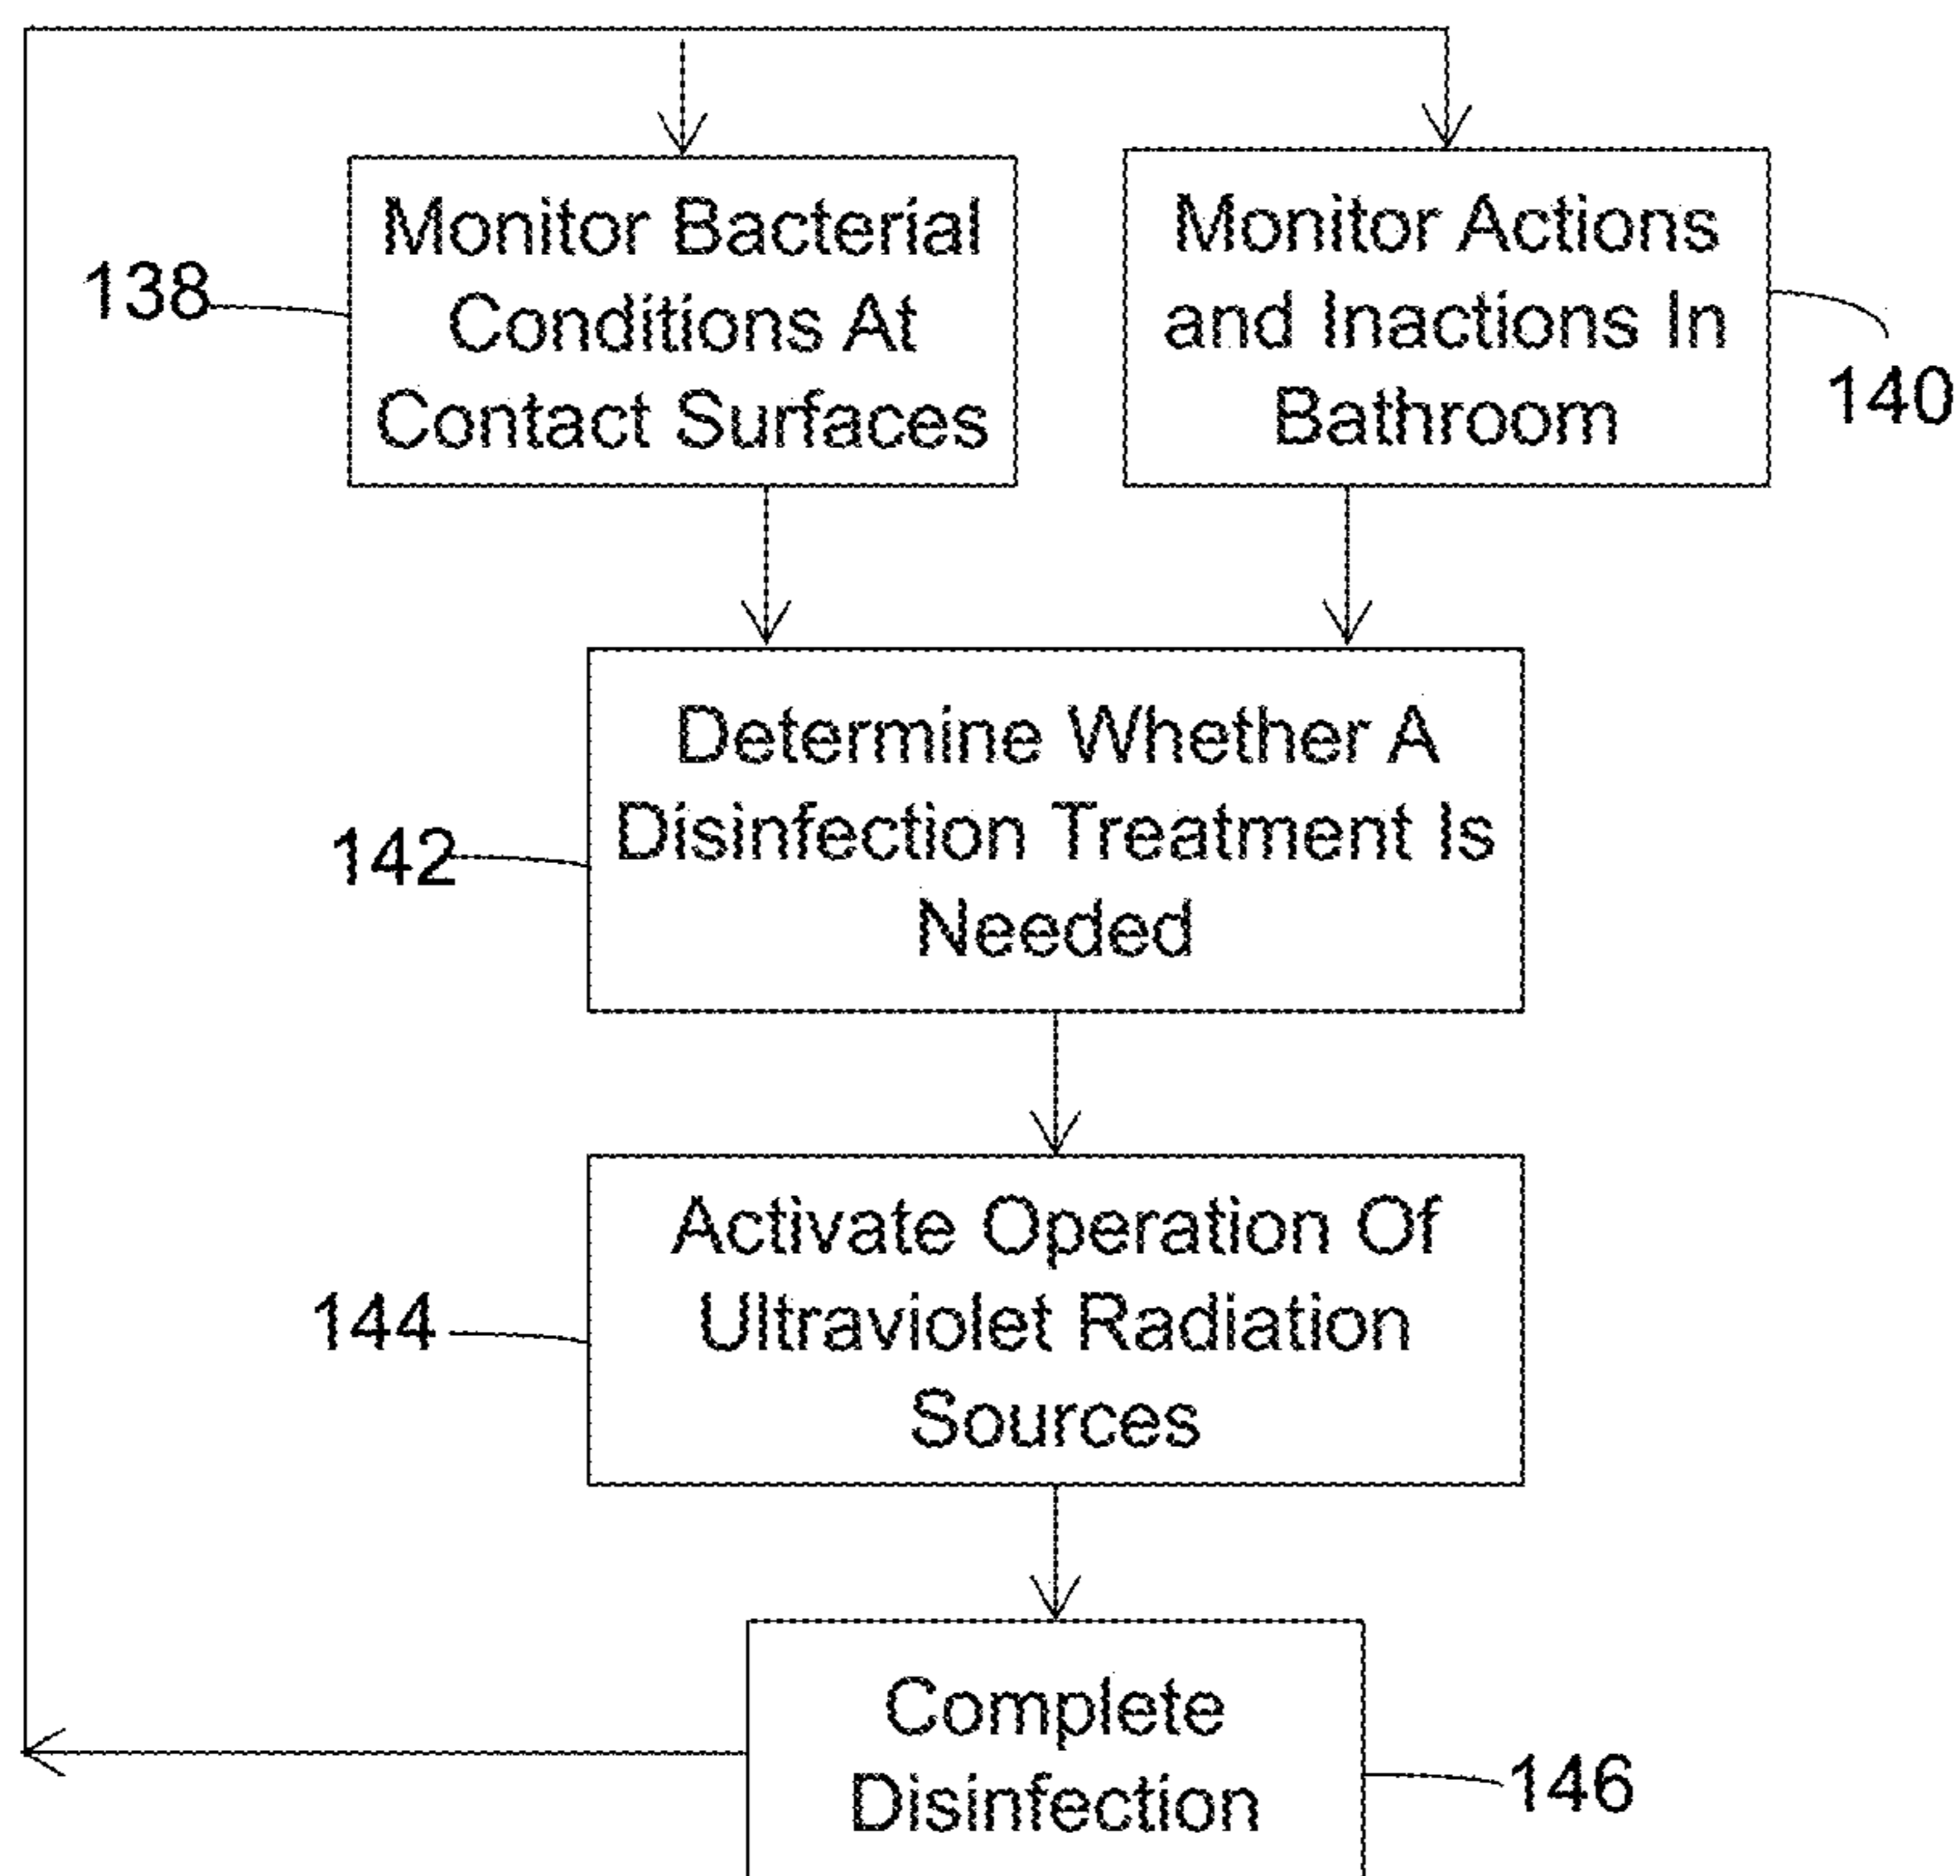 Monitor Bacterial
Conditions At
Contact Surfaces
138
Monitor Actions
and Inactions In
Bathroom
140
Determine Whether A
Disinfection Treatment Is
Needed
142
Activate Operation Of
Ultraviolet Radiation
Sources
144
Complete
Disinfection
146